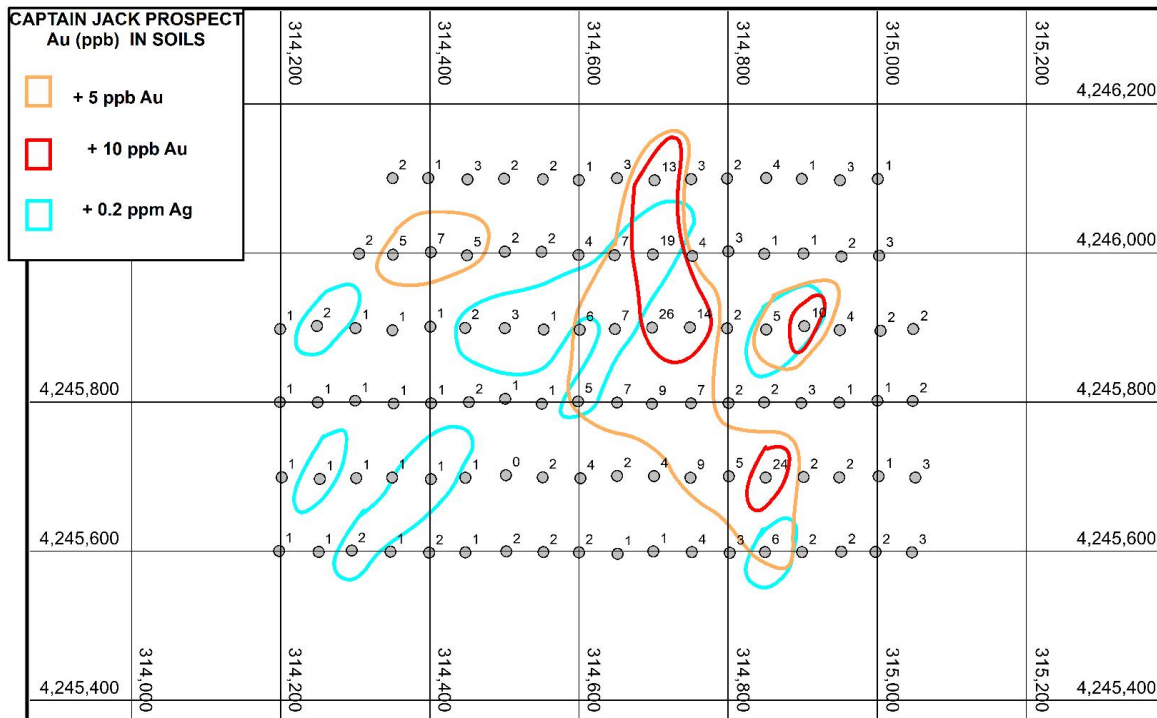 CAPTAIN JACK PROSPECT
Au (ppb) IN SOILS
+ 5 ppb Au
+ 10 ppb Au
+ 0.2 ppm Ag
314,200
314,400
314,600
314,800
315,000
315,200
4,246,200
2 1 3 2 2 1 3 13 3 2 4 1 3 1
4,246,000
2 5 7 5 2 2 4 7 19 4 3 1 1 2 3
1 2 1 1 1 2 3 1 6 7 26 14 2 5 10 4 2 2
4,245,800
1 1 1 1 1 2 1 1 5 7 9 7 2 2 3 1 1 2
1 1 1 1 1 1 0 2 4 2 4 9 5 24 2 2 1 3
4,245,600
1 1 2 1 2 1 2 2 2 1 1 4 3 6 2 2 2 3
4,245,400
4,245,400
314,000
314,200
314,400
314,600
314,800
315,000
315,200